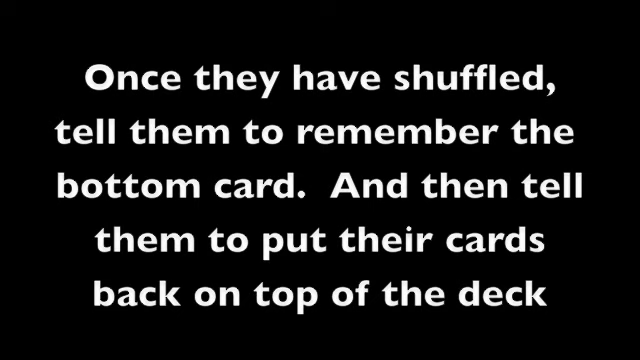 Once they have shuffled,
tell them to remember the
bottom card.  And then tell
them to put their cards
back on top of the deck